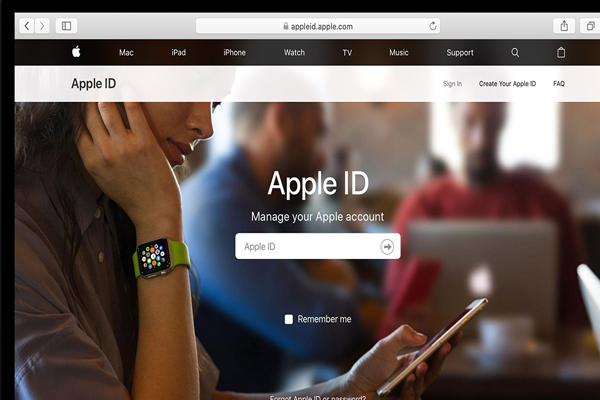 appleid.apple.com
Mac iPad iPhone Watch TV Music Support
Apple ID Sign In Create Your Apple ID FAQ
Apple ID
Manage your Apple account
Apple ID
Remember me
Forgot Apple ID or password?